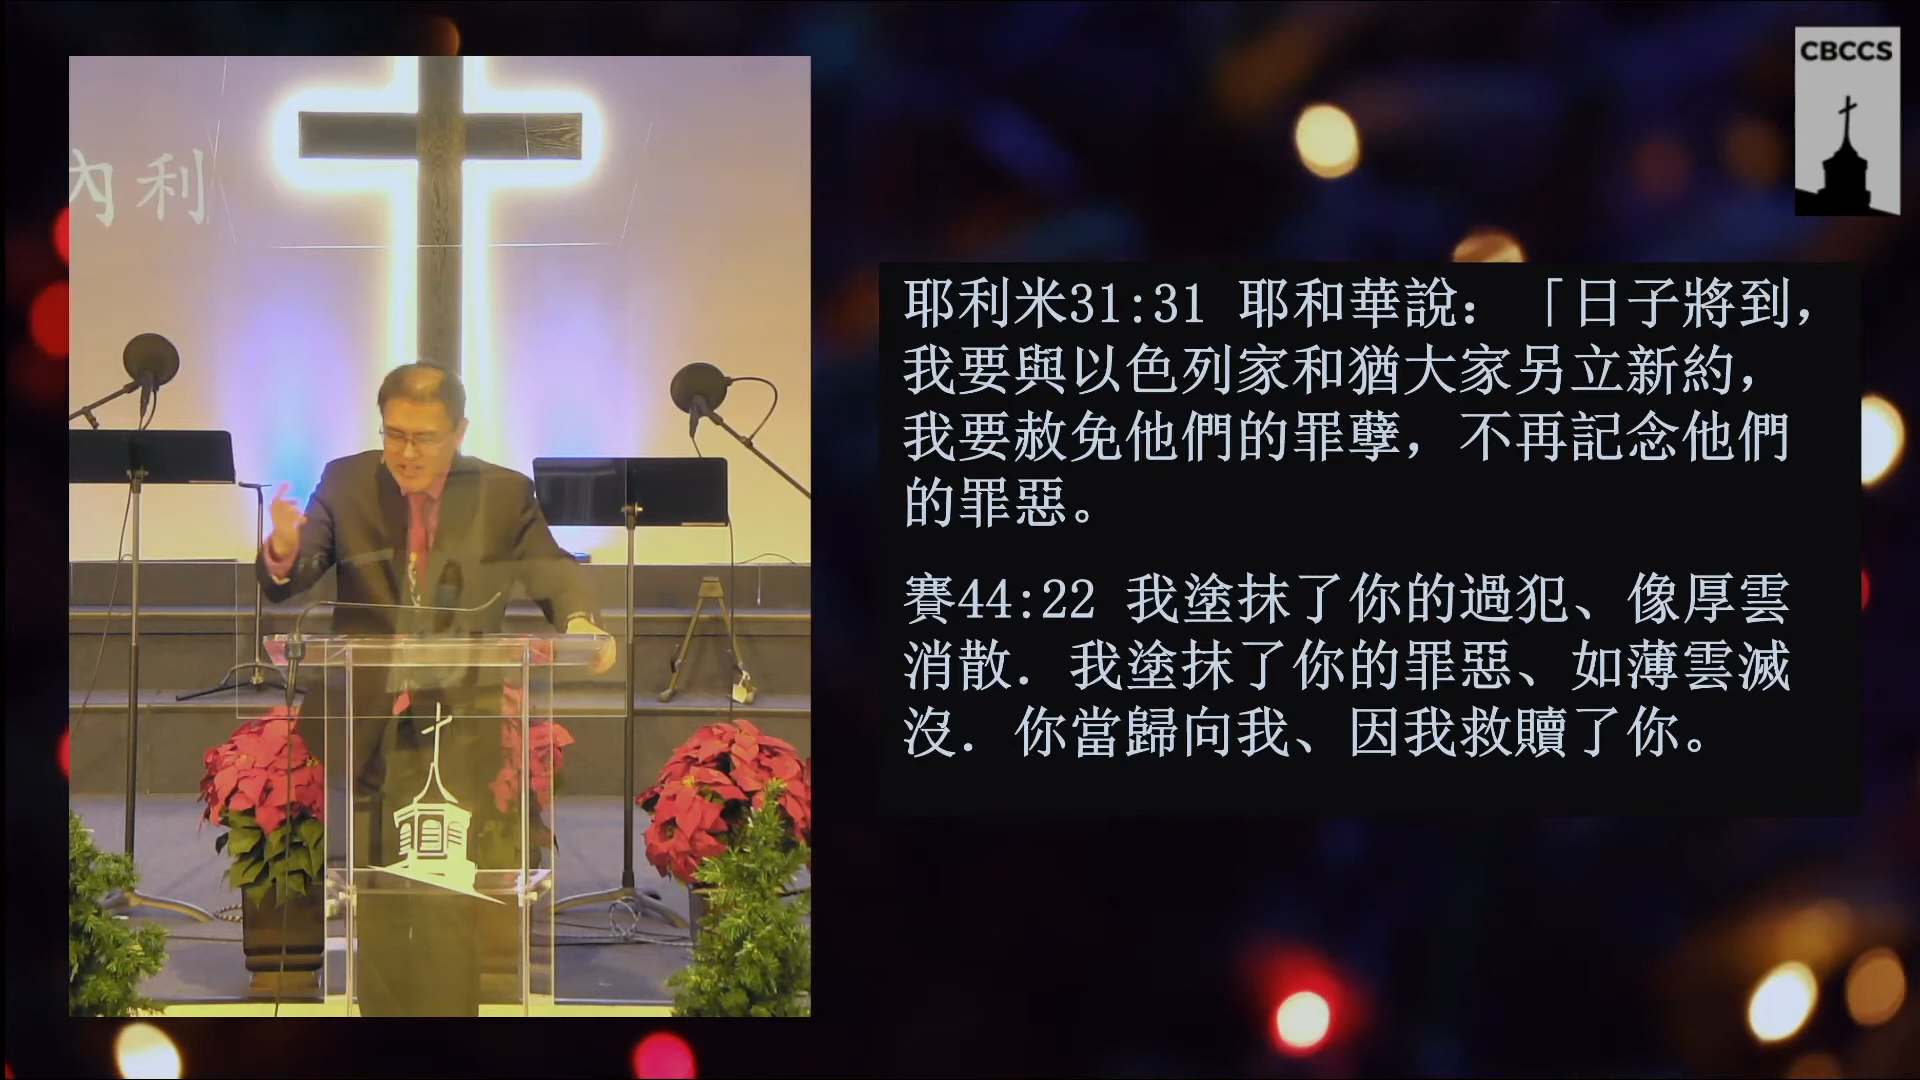 內利
CBCCS
耶利米31:31 耶和華說：「日子將到，
我要與以色列家和猶大家另立新約，
我要赦免他們的罪孽，不再記念他們
的罪惡。
賽44:22 我塗抹了你的過犯、像厚雲
消散．我塗抹了你的罪惡、如薄雲滅
沒．你當歸向我、因我救贖了你。